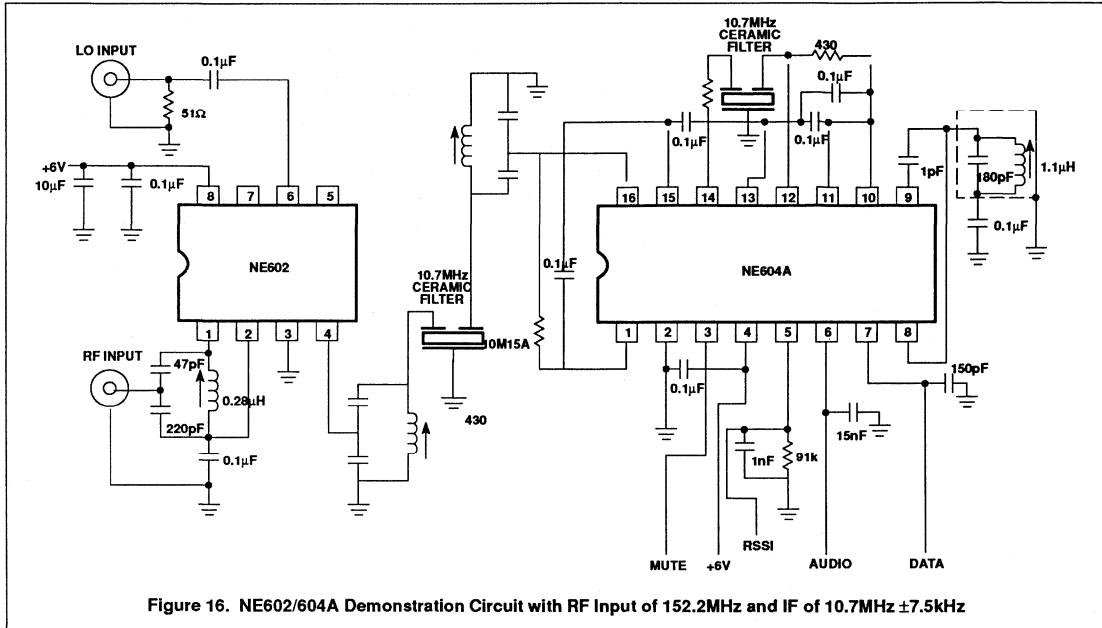 LO INPUT
0.1µF
51Ω
+6V
10µF
0.1µF
8 7 6 5
NE602
1 2 3 4
RF INPUT
47pF
0.28µH
220pF
0.1µF
10.7MHz
CERAMIC
FILTER
430
10M15A
0.1µF
10.7MHz
CERAMIC
FILTER
430
0.1µF
0.1µF
0.1µF
16 15 14 13 12 11 10 9
NE604A
1 2 3 4 5 6 7 8
1pF
180pF
1.1µH
0.1µF
0.1µF
1nF
91k
15nF
150pF
MUTE
+6V
RSSI
AUDIO
DATA
Figure 16. NE602/604A Demonstration Circuit with RF Input of 152.2MHz and IF of 10.7MHz ±7.5kHz